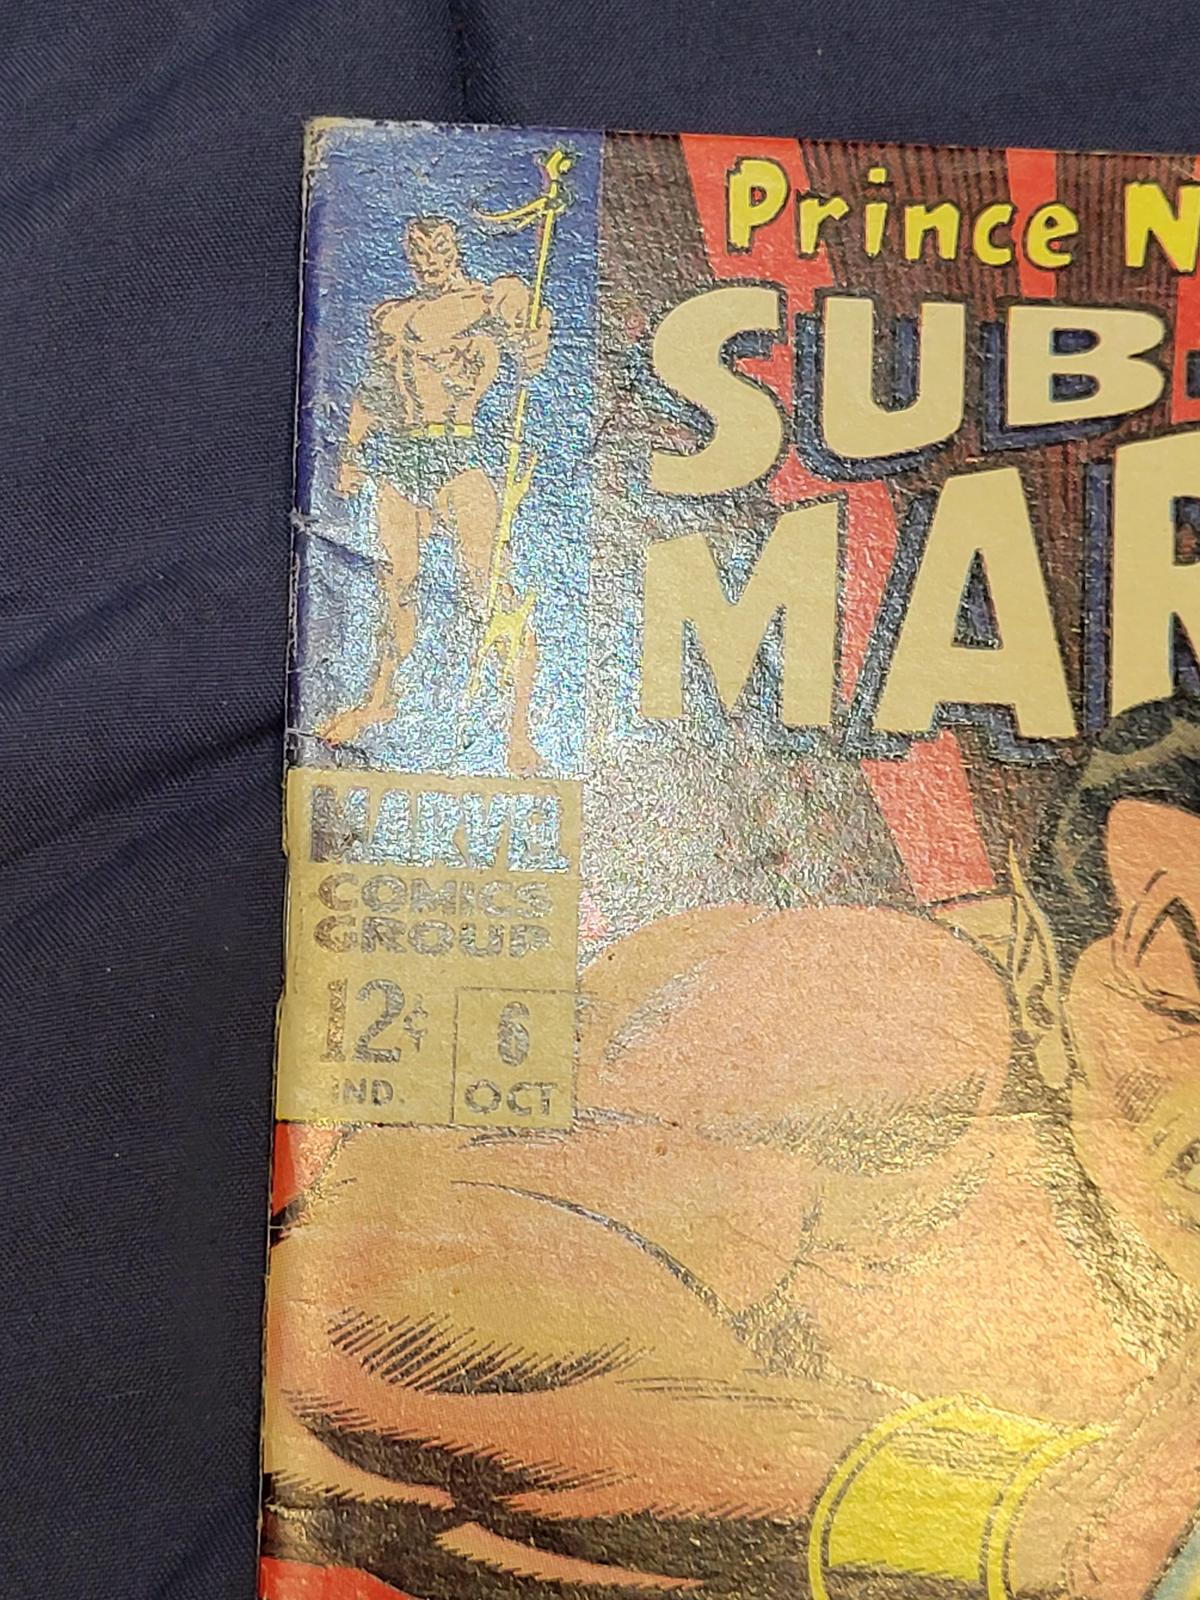 Prince N
SUB-
MAR
MARVEL
COMICS
GROUP
12¢ 6
IND. OCT